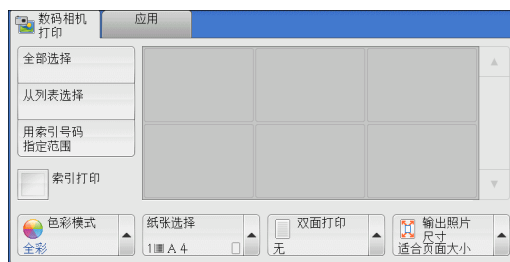 数码相机
打印
应用
全部选择
从列表选择
用索引号码
指定范围
索引打印
色彩模式
全彩
纸张选择
1 A 4
双面打印
无
输出照片
尺寸
适合页面大小